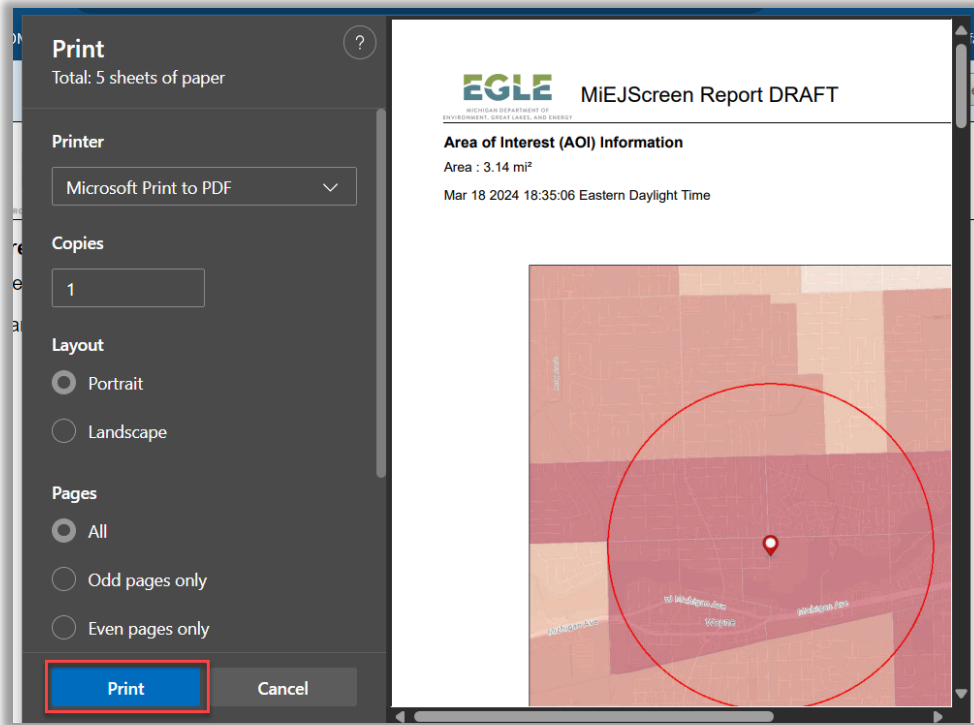 Print
?
Total: 5 sheets of paper
Printer
Microsoft Print to PDF
Copies
1
Layout
Portrait
Landscape
Pages
All
Odd pages only
Even pages only
Print
Cancel
EGLE
MICHIGAN DEPARTMENT OF
ENVIRONMENT, GREAT LAKES, AND ENERGY
MiEJScreen Report DRAFT
Area of Interest (AOI) Information
Area : 3.14 mi²
Mar 18 2024 18:35:06 Eastern Daylight Time
W Michigan Ave
Michigan Ave
Wayne
Michigan Ave